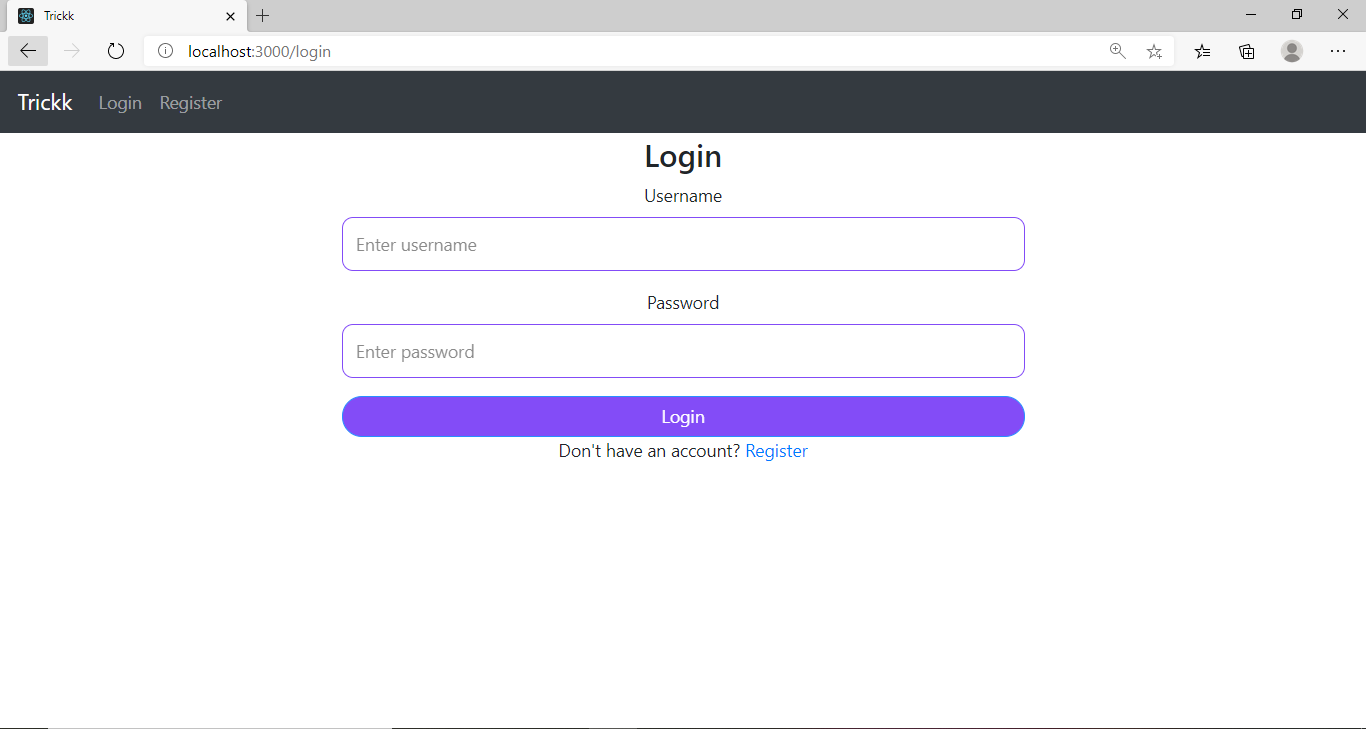 Trickk
localhost:3000/login
Trickk Login Register
Login
Username
Enter username
Password
Enter password
Login
Don't have an account? Register